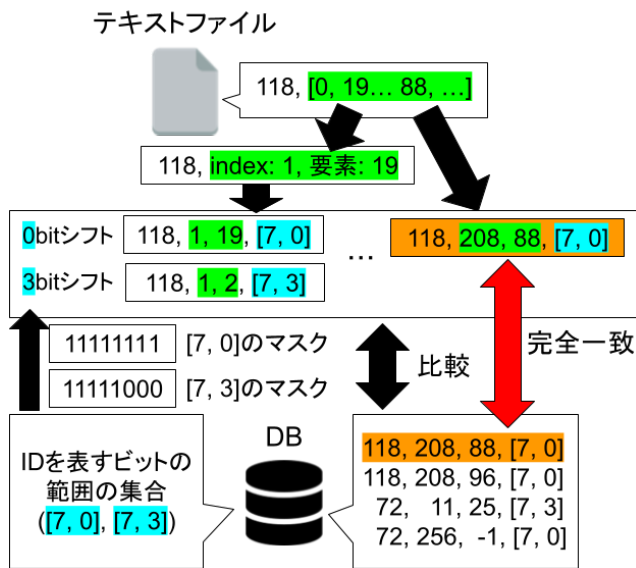 テキストファイル
118, [0, 19… 88, …]
118, index: 1, 要素: 19
0bitシフト 118, 1, 19, [7, 0] … 118, 208, 88, [7, 0]
3bitシフト 118, 1, 2, [7, 3]
11111111 [7, 0]のマスク
11111000 [7, 3]のマスク
比較
完全一致
IDを表すビットの
範囲の集合
([7, 0], [7, 3])
DB
118, 208, 88, [7, 0]
118, 208, 96, [7, 0]
72, 11, 25, [7, 3]
72, 256, -1, [7, 0]